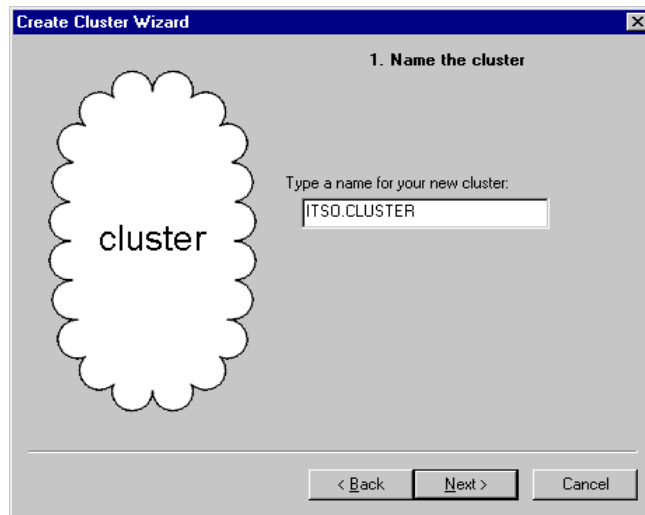 Create Cluster Wizard
1. Name the cluster
cluster
Type a name for your new cluster:
ITSO.CLUSTER
< Back
Next >
Cancel